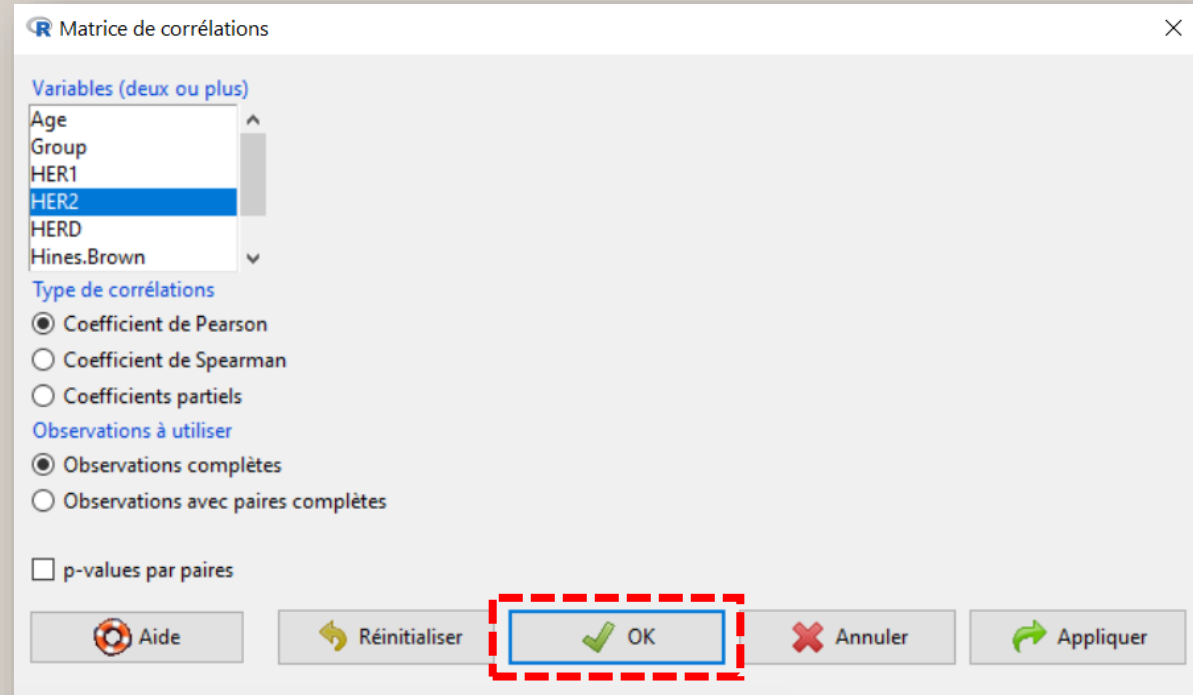 Matrice de corrélations
Variables (deux ou plus)
Age
Group
HER1
HER2
HERD
Hines.Brown
Type de corrélations
Coefficient de Pearson
Coefficient de Spearman
Coefficients partiels
Observations à utiliser
Observations complètes
Observations avec paires complètes
p-values par paires
Aide Réinitialiser OK Annuler Appliquer